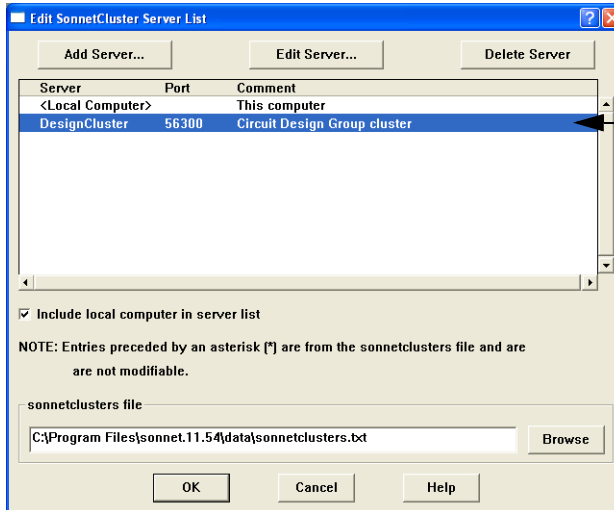 Edit SonnetCluster Server List
Add Server... Edit Server... Delete Server
Server Port Comment
<Local Computer> This computer
DesignCluster 56300 Circuit Design Group cluster
Include local computer in server list
NOTE: Entries preceded by an asterisk (*) are from the sonnetclusters file and are
are not modifiable.
sonnetclusters file
C:\Program Files\sonnet.11.54\data\sonnetclusters.txt Browse
OK Cancel Help